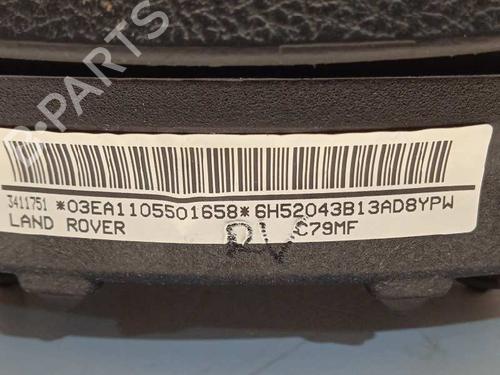 B-PARTS
3411751 *03EA1105501658*6H52043B13AD8YPW
LAND ROVER C79MF